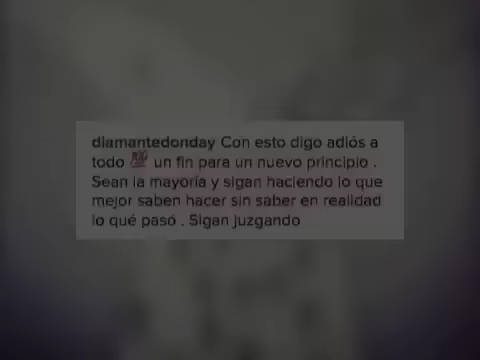 diamantedonday Con esto digo adiós a
todo 💯 un fin para un nuevo principio .
Sean la mayoría y sigan haciendo lo que
mejor saben hacer sin saber en realidad
lo qué pasó . Sigan juzgando